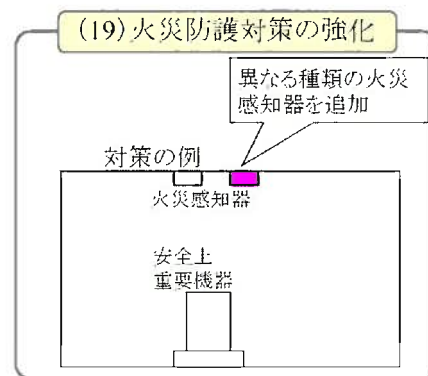 (19)火災防護対策の強化
異なる種類の火災
感知器を追加
対策の例
火災感知器
安全上
重要機器